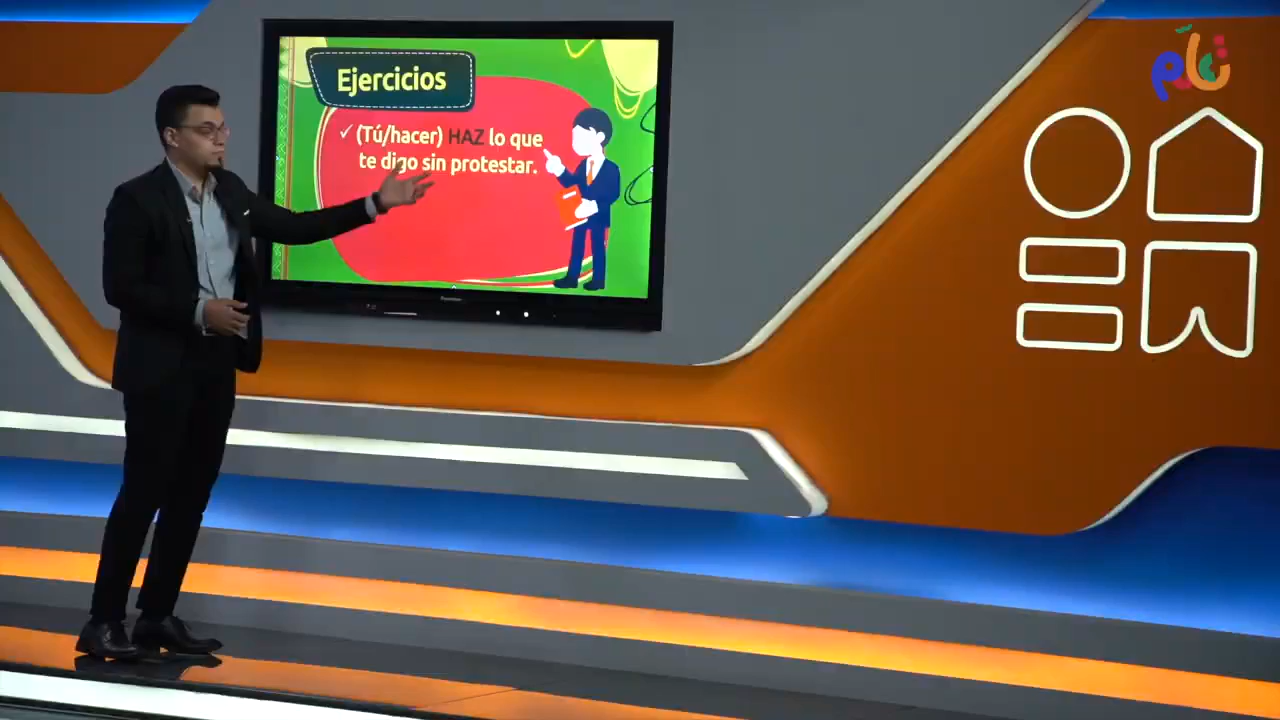 Ejercicios
✓ (Tú/hacer) HAZ lo que
te digo sin protestar.